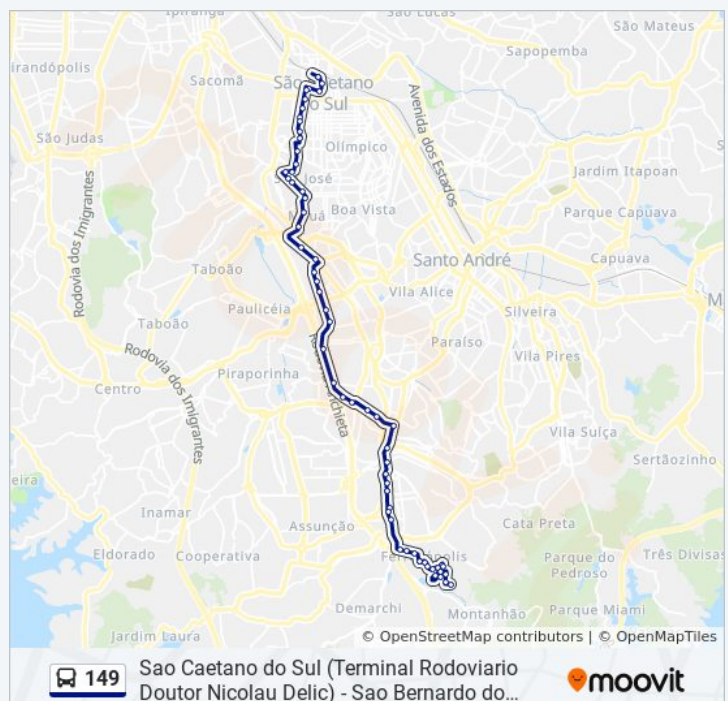 Ipiranga
São Lucas
São Mateus
Sapopemba
irandópolis
Sacomã
São Caetano
do Sul
São Judas
Avenida dos Estados
Olímpico
Jardim Itapoan
Rodovia dos Imigrantes
Boa Vista
Parque Capuava
Santo André
Capuava
Taboão
Vila Alice
M
Paulicéia
Silveira
Taboão
Paraíso
Vila Pires
Rodovia dos Imigrantes
Piraporinha
Centro
Vila Suíça
Sertãozinho
eira
Inamar
Assunção
Cata Preta
Eldorado
Cooperativa
Parque do
Pedroso
Três Divisas
Demarchi
Montanhão
Parque Miami
Jardim Laura
© OpenStreetMap contributors | © OpenMapTiles
149
Sao Caetano do Sul (Terminal Rodoviario
Doutor Nicolau Delic) - Sao Bernardo do...
moovit